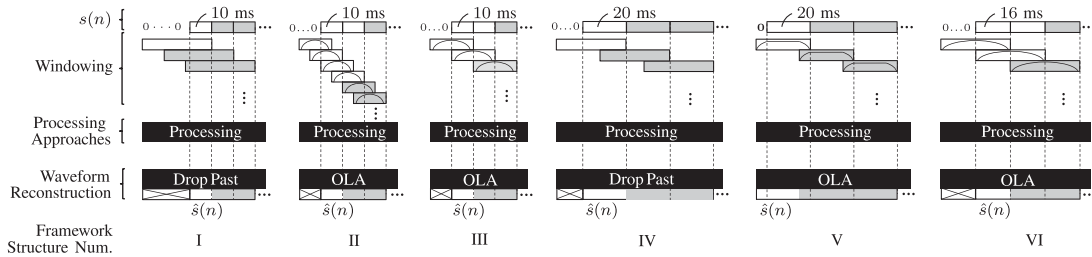 s(n) 0 · · · 0 10 ms ··· 0...0 10 ms ··· 0...0 10 ms ··· 0...0 20 ms ··· 0 20 ms ··· 0...0 16 ms ···
Windowing
Processing Approaches Processing Processing Processing Processing Processing Processing
Waveform Reconstruction Drop Past OLA OLA Drop Past OLA OLA
ŝ(n) ŝ(n) ŝ(n) ŝ(n) ŝ(n) ŝ(n)
Framework Structure Num. I II III IV V VI